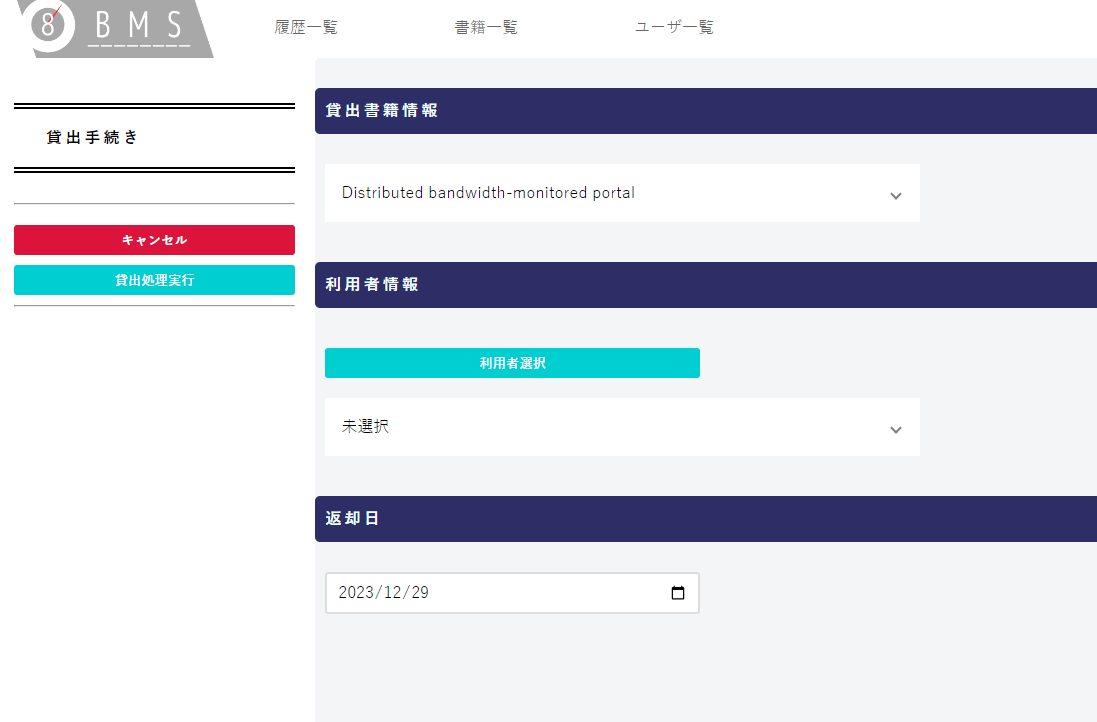 8 BMS
履歴一覧
書籍一覧
ユーザ一覧
貸出手続き
キャンセル
貸出処理実行
貸出書籍情報
Distributed bandwidth-monitored portal
利用者情報
利用者選択
未選択
返却日
2023/12/29